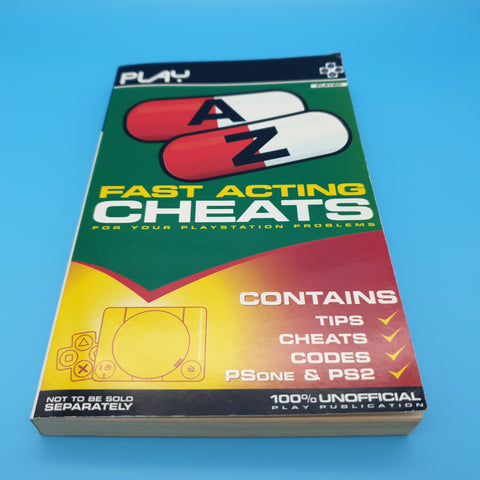 PLAY
A
Z
FAST ACTING
CHEATS
FOR YOUR PLAYSTATION PROBLEMS
CONTAINS
TIPS
CHEATS
CODES
PSONE & PS2
NOT TO BE SOLD
SEPARATELY
100% UNOFFICIAL
PLAY PUBLICATION